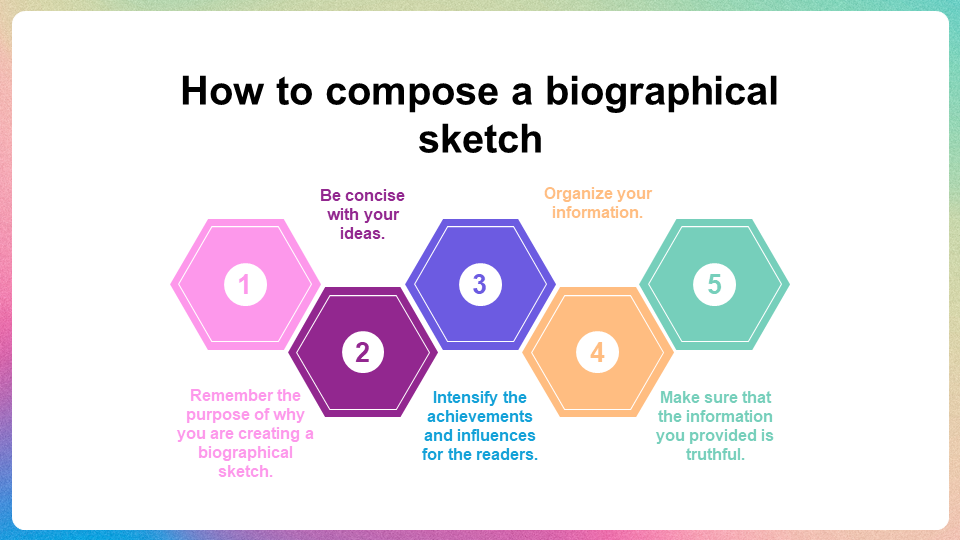 How to compose a biographical
sketch
1
Remember the
purpose of why
you are creating a
biographical
sketch.
Be concise
with your
ideas.
2
3
Intensify the
achievements
and influences
for the readers.
Organize your
information.
4
5
Make sure that
the information
you provided is
truthful.